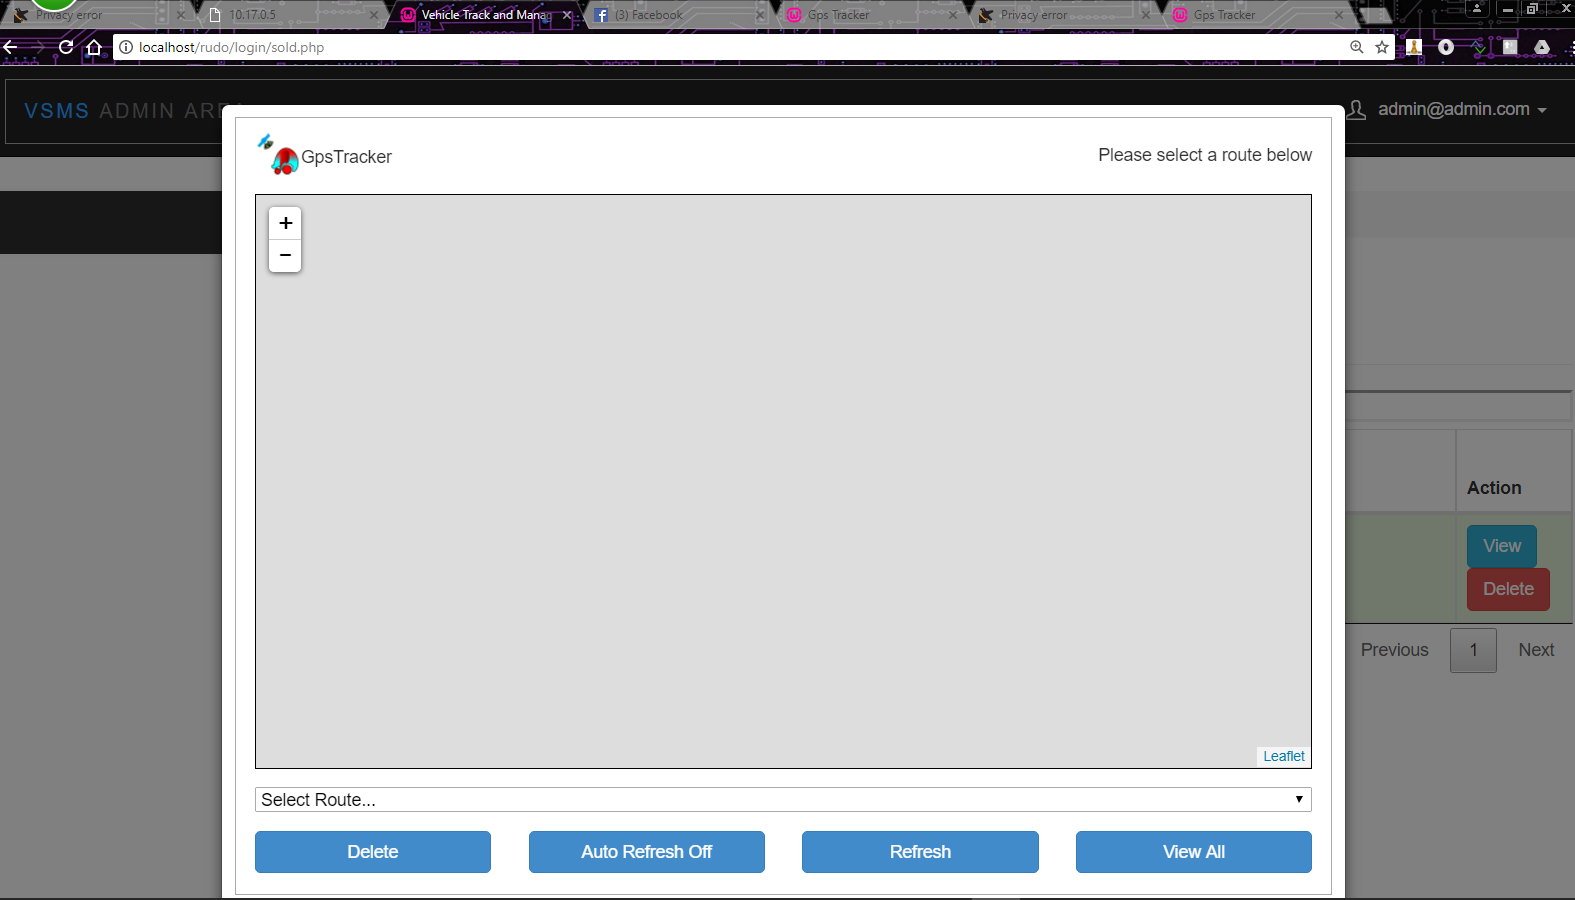 Privacy error
10.17.0.5
Vehicle Track and Manag
(3) Facebook
Gps Tracker
Privacy error
Gps Tracker
localhost/rudo/login/sold.php
VSMS ADMIN AREA
admin@admin.com
GpsTracker
Please select a route below
+
−
Leaflet
Select Route...
Delete
Auto Refresh Off
Refresh
View All
Action
View
Delete
Previous
1
Next